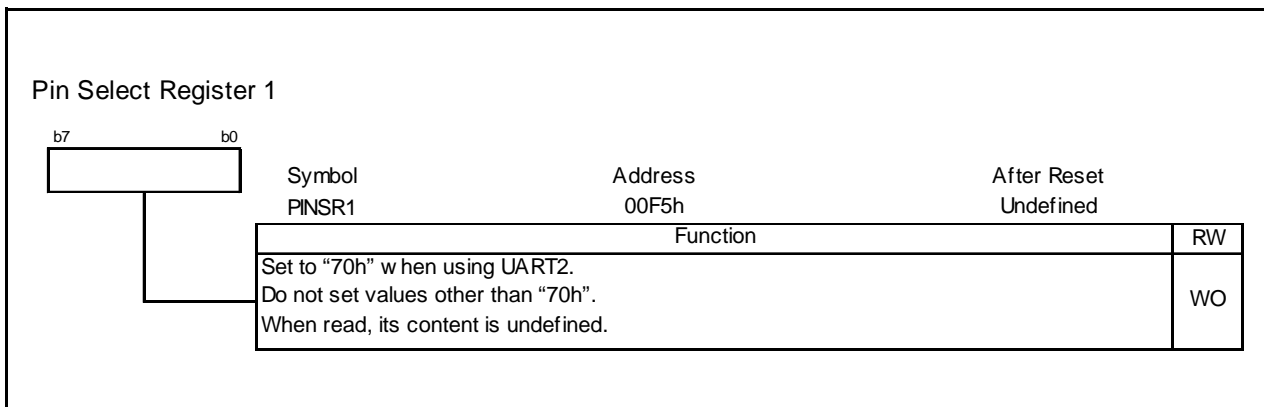 Pin Select Register 1
b7 b0
Symbol Address After Reset
PINSR1 00F5h Undefined
Function RW
Set to “70h” w hen using UART2.
Do not set values other than “70h”.
WO
When read, its content is undefined.